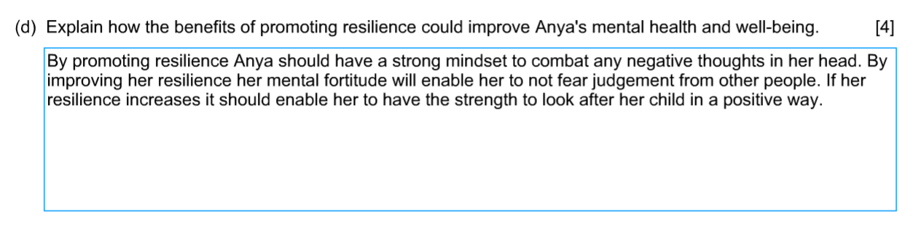 (d) Explain how the benefits of promoting resilience could improve Anya's mental health and well-being. [4]
By promoting resilience Anya should have a strong mindset to combat any negative thoughts in her head. By
improving her resilience her mental fortitude will enable her to not fear judgement from other people. If her
resilience increases it should enable her to have the strength to look after her child in a positive way.